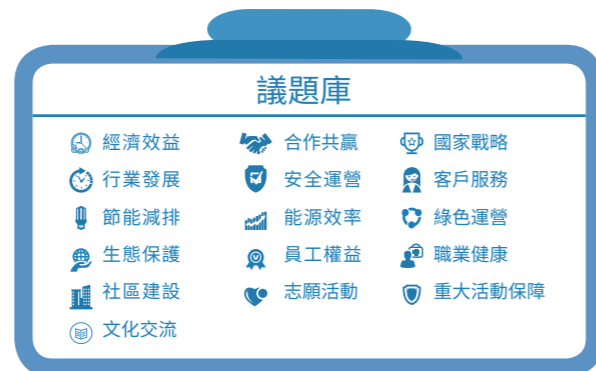 議題庫
經濟效益 合作共贏 國家戰略
行業發展 安全運營 客戶服務
節能減排 能源效率 綠色運營
生態保護 員工權益 職業健康
社區建設 志願活動 重大活動保障
文化交流